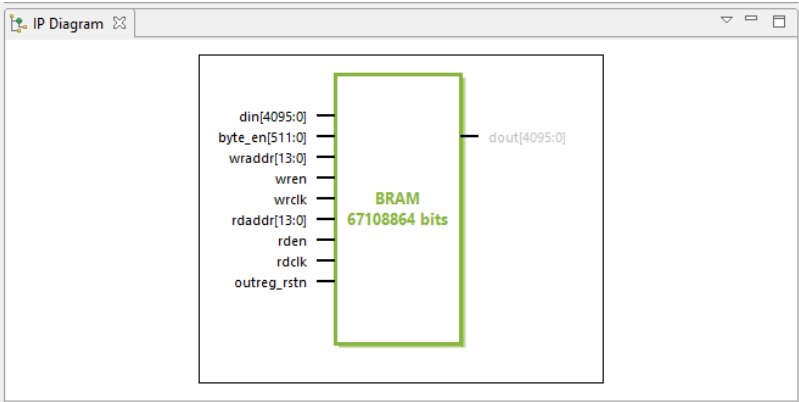 IP Diagram
din[4095:0]
byte_en[511:0]
wraddr[13:0]
wren
wrclk
rdaddr[13:0]
rden
rdclk
outreg_rstn
BRAM
67108864 bits
dout[4095:0]